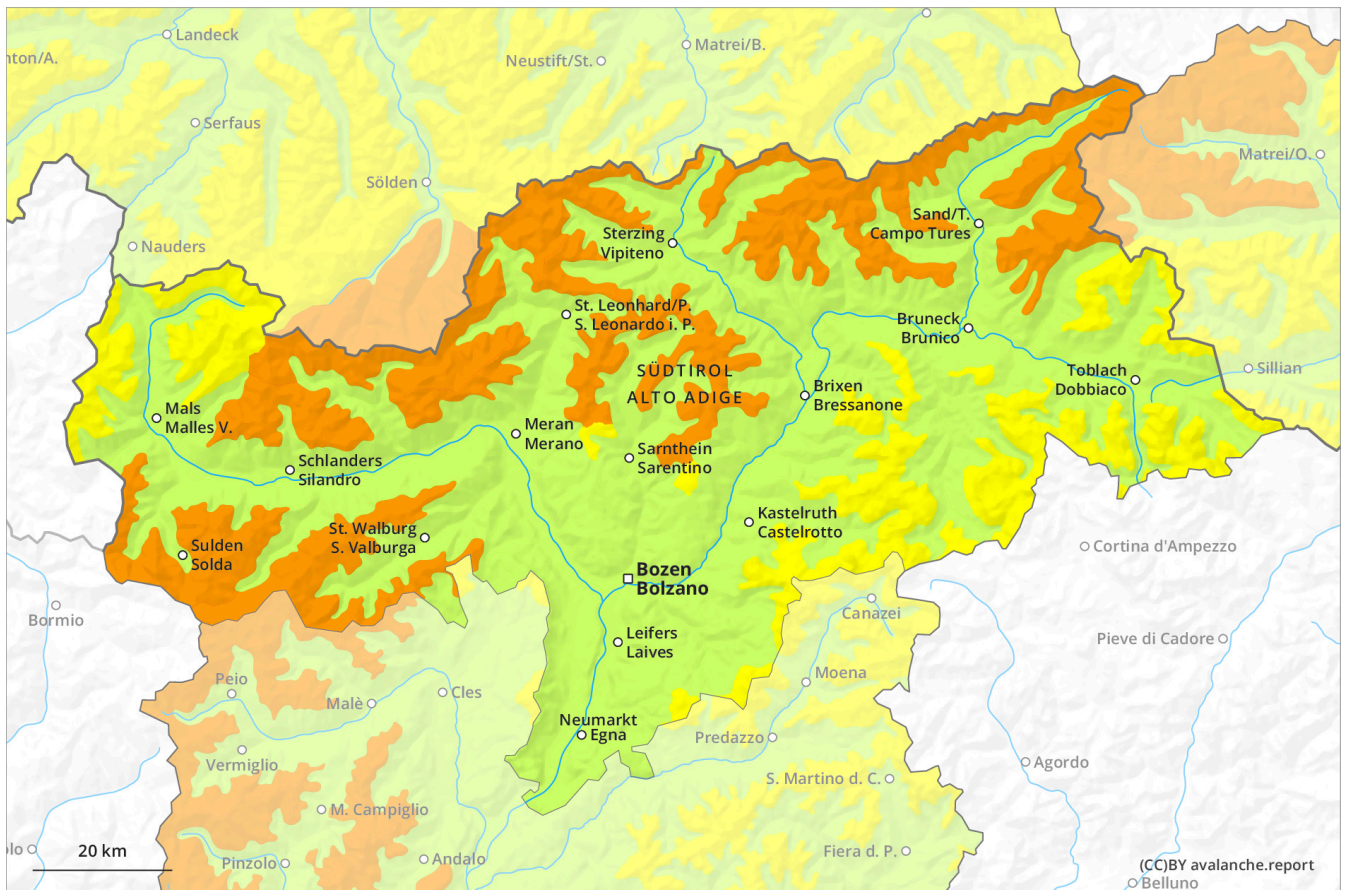 Landeck
Matrei/B.
nton/A.
Neustift/St.
Serfaus
Matrei/O.
Sölden
Sand/T.
Campo Tures
Sterzing
Vipiteno
Nauders
St. Leonhard/P.
S. Leonardo i. P.
Bruneck
Brunico
SÜDTIROL
ALTO ADIGE
Toblach
Dobbiaco
Sillian
Brixen
Bressanone
Mals
Malles V.
Meran
Merano
Sarnthein
Sarentino
Schlanders
Silandro
Kastelruth
Castelrotto
St. Walburg
S. Valburga
Sulden
Solda
Cortina d'Ampezzo
Bozen
Bolzano
Bormio
Canazei
Leifers
Laives
Pieve di Cadore
Peio
Moena
Malè
Cles
Neumarkt
Egna
Predazzo
Vermiglio
Agordo
S. Martino d. C.
M. Campiglio
lo
20 km
Pinzolo
Andalo
Fiera d. P.
(CC)BY avalanche.report
Belluno